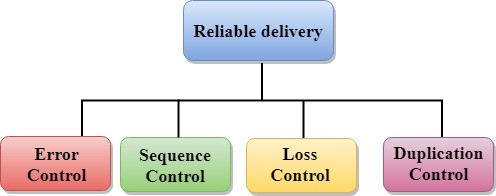 Reliable delivery
Error
Control
Sequence
Control
Loss
Control
Duplication
Control